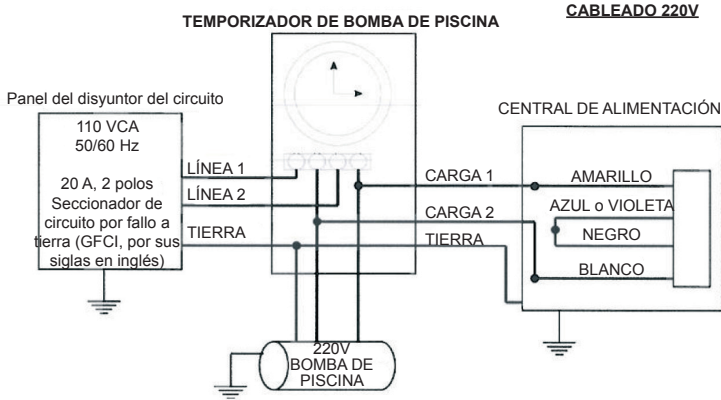 CABLEADO 220V
TEMPORIZADOR DE BOMBA DE PISCINA
Panel del disyuntor del circuito
110 VCA
50/60 Hz
20 A, 2 polos
Seccionador de
circuito por fallo a
tierra (GFCI, por sus
siglas en inglés)
LÍNEA 1
LÍNEA 2
TIERRA
CARGA 1
CARGA 2
TIERRA
CENTRAL DE ALIMENTACIÓN
AMARILLO
AZUL o VIOLETA
NEGRO
BLANCO
220V
BOMBA DE
PISCINA